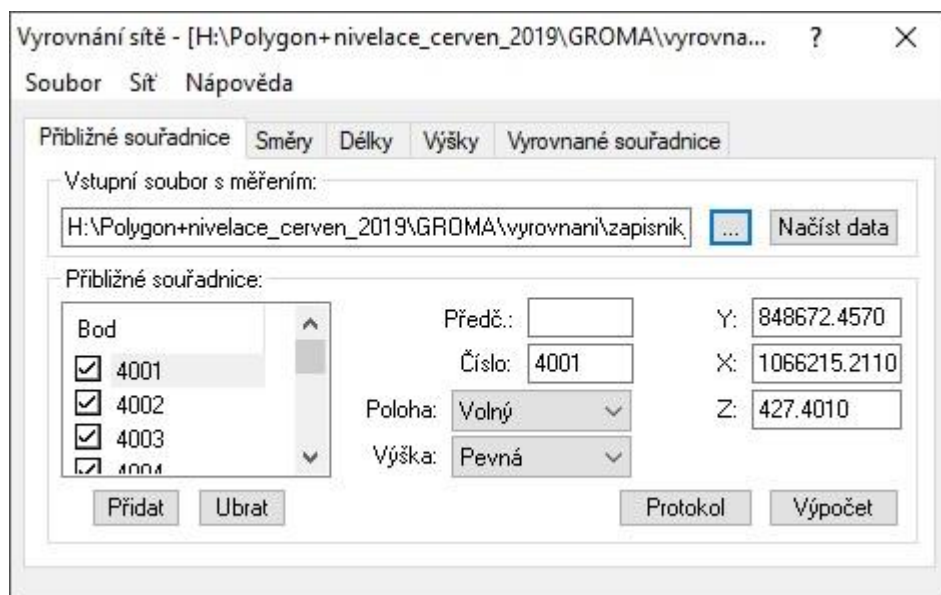 Vyrovnání sítě - [H:\Polygon+nivelace_cerven_2019\GROMA\vyrovna... ? ×
Soubor Síť Nápověda
Přibližné souřadnice Směry Délky Výšky Vyrovnané souřadnice
Vstupní soubor s měřením:
H:\Polygon+nivelace_cerven_2019\GROMA\vyrovnani\zapisnik_ ... Načíst data
Přibližné souřadnice:
Bod
4001
4002
4003
4004
Předč.:
Číslo: 4001
Poloha: Volný
Výška: Pevná
Y: 848672.4570
X: 1066215.2110
Z: 427.4010
Přidat Ubrat Protokol Výpočet